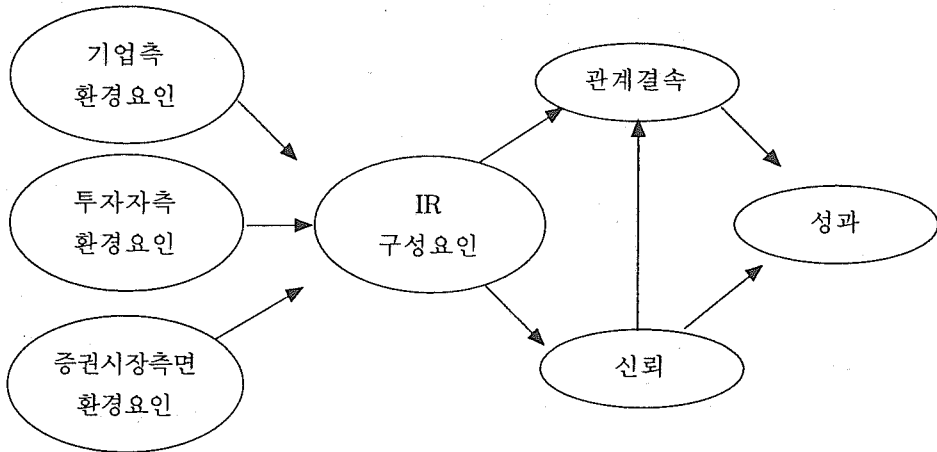 기업측
환경요인
투자자측
환경요인
증권시장측면
환경요인
IR
구성요인
관계결속
신뢰
성과